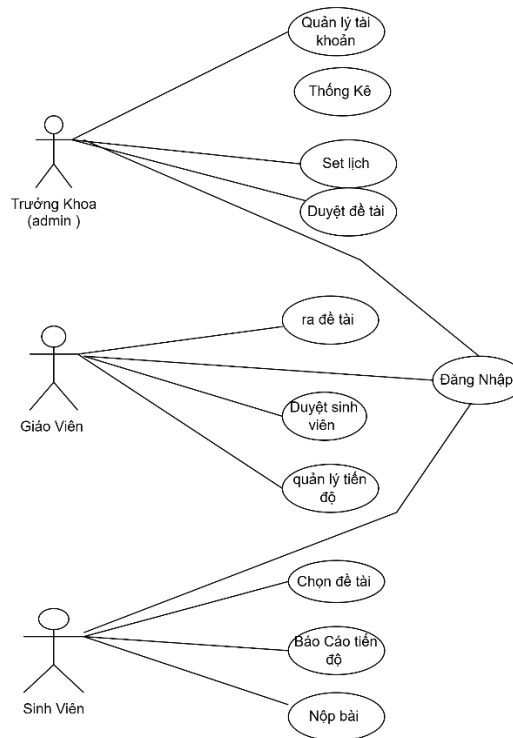 Quản lý tài
khoản
Thống Kê
Set lịch
Trưởng Khoa
(admin )
Duyệt đề tài
ra đề tài
Đăng Nhập
Giáo Viên
Duyệt sinh
viên
quản lý tiến
độ
Chọn đề tài
Báo Cáo tiến
độ
Sinh Viên
Nộp bài